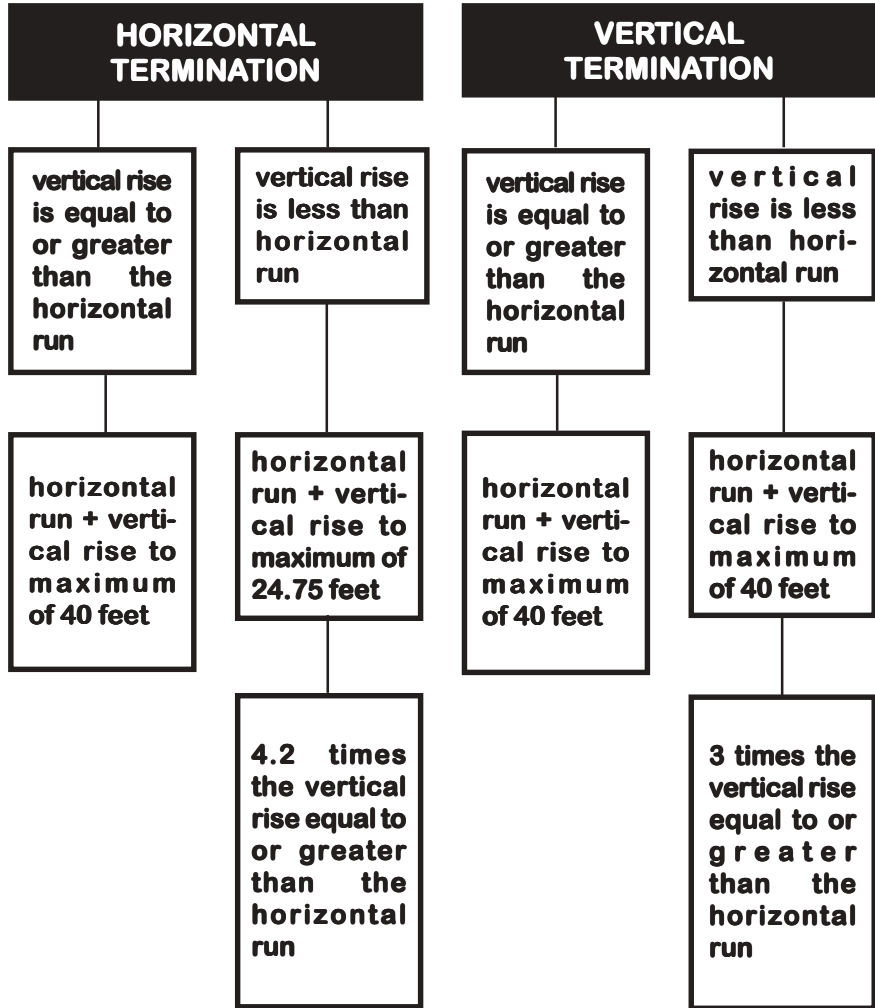 HORIZONTAL
TERMINATION
vertical rise
is equal to
or greater
than the
horizontal
run
horizontal
run + verti-
cal rise to
maximum
of 40 feet
vertical rise
is less than
horizontal
run
horizontal
run + verti-
cal rise to
maximum of
24.75 feet
4.2 times
the vertical
rise equal to
or greater
than the
horizontal
run
VERTICAL
TERMINATION
vertical rise
is equal to
or greater
than the
horizontal
run
horizontal
run + verti-
cal rise to
maximum
of 40 feet
vertical
rise is less
than hori-
zontal run
horizontal
run + verti-
cal rise to
maximum
of 40 feet
3 times the
vertical rise
equal to or
greater
than the
horizontal
run